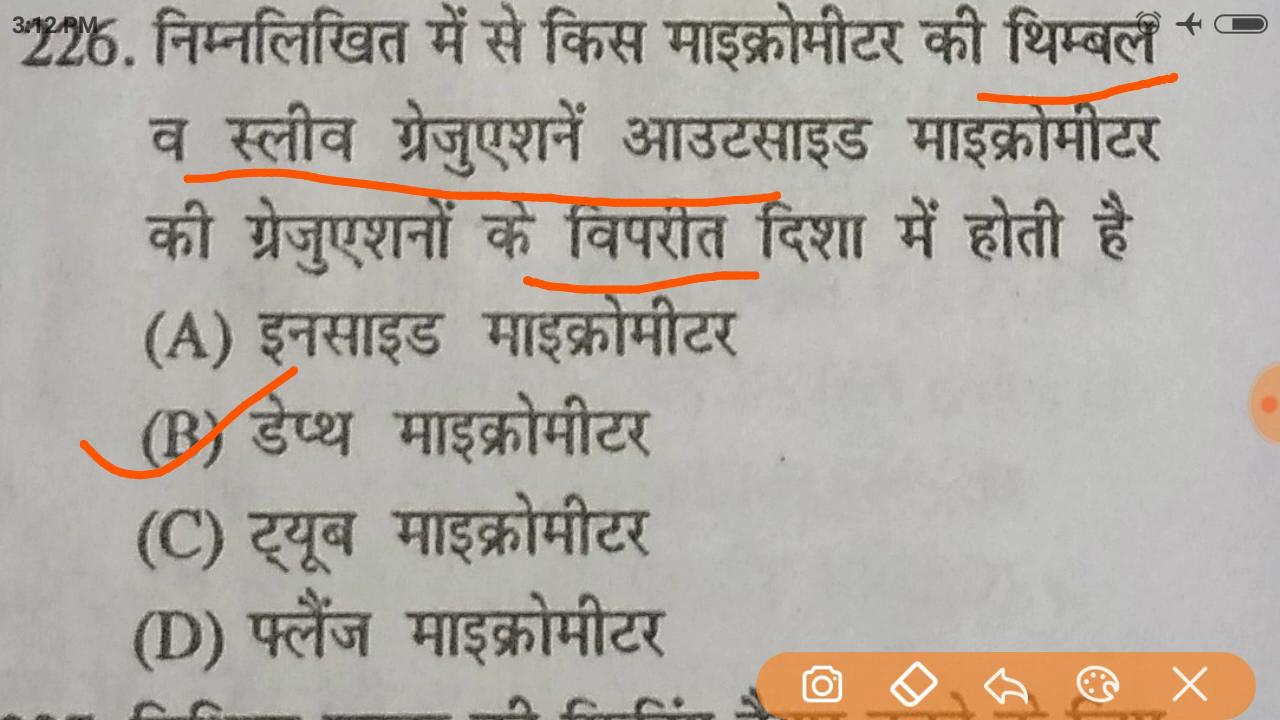 3:12 PM
226. निम्नलिखित में से किस माइक्रोमीटर की थिम्बल
व स्लीव ग्रेजुएशनें आउटसाइड माइक्रोमीटर
की ग्रेजुएशनों के विपरीत दिशा में होती है
(A) इनसाइड माइक्रोमीटर
(B) डेप्थ माइक्रोमीटर
(C) ट्यूब माइक्रोमीटर
(D) फ्लैंज माइक्रोमीटर